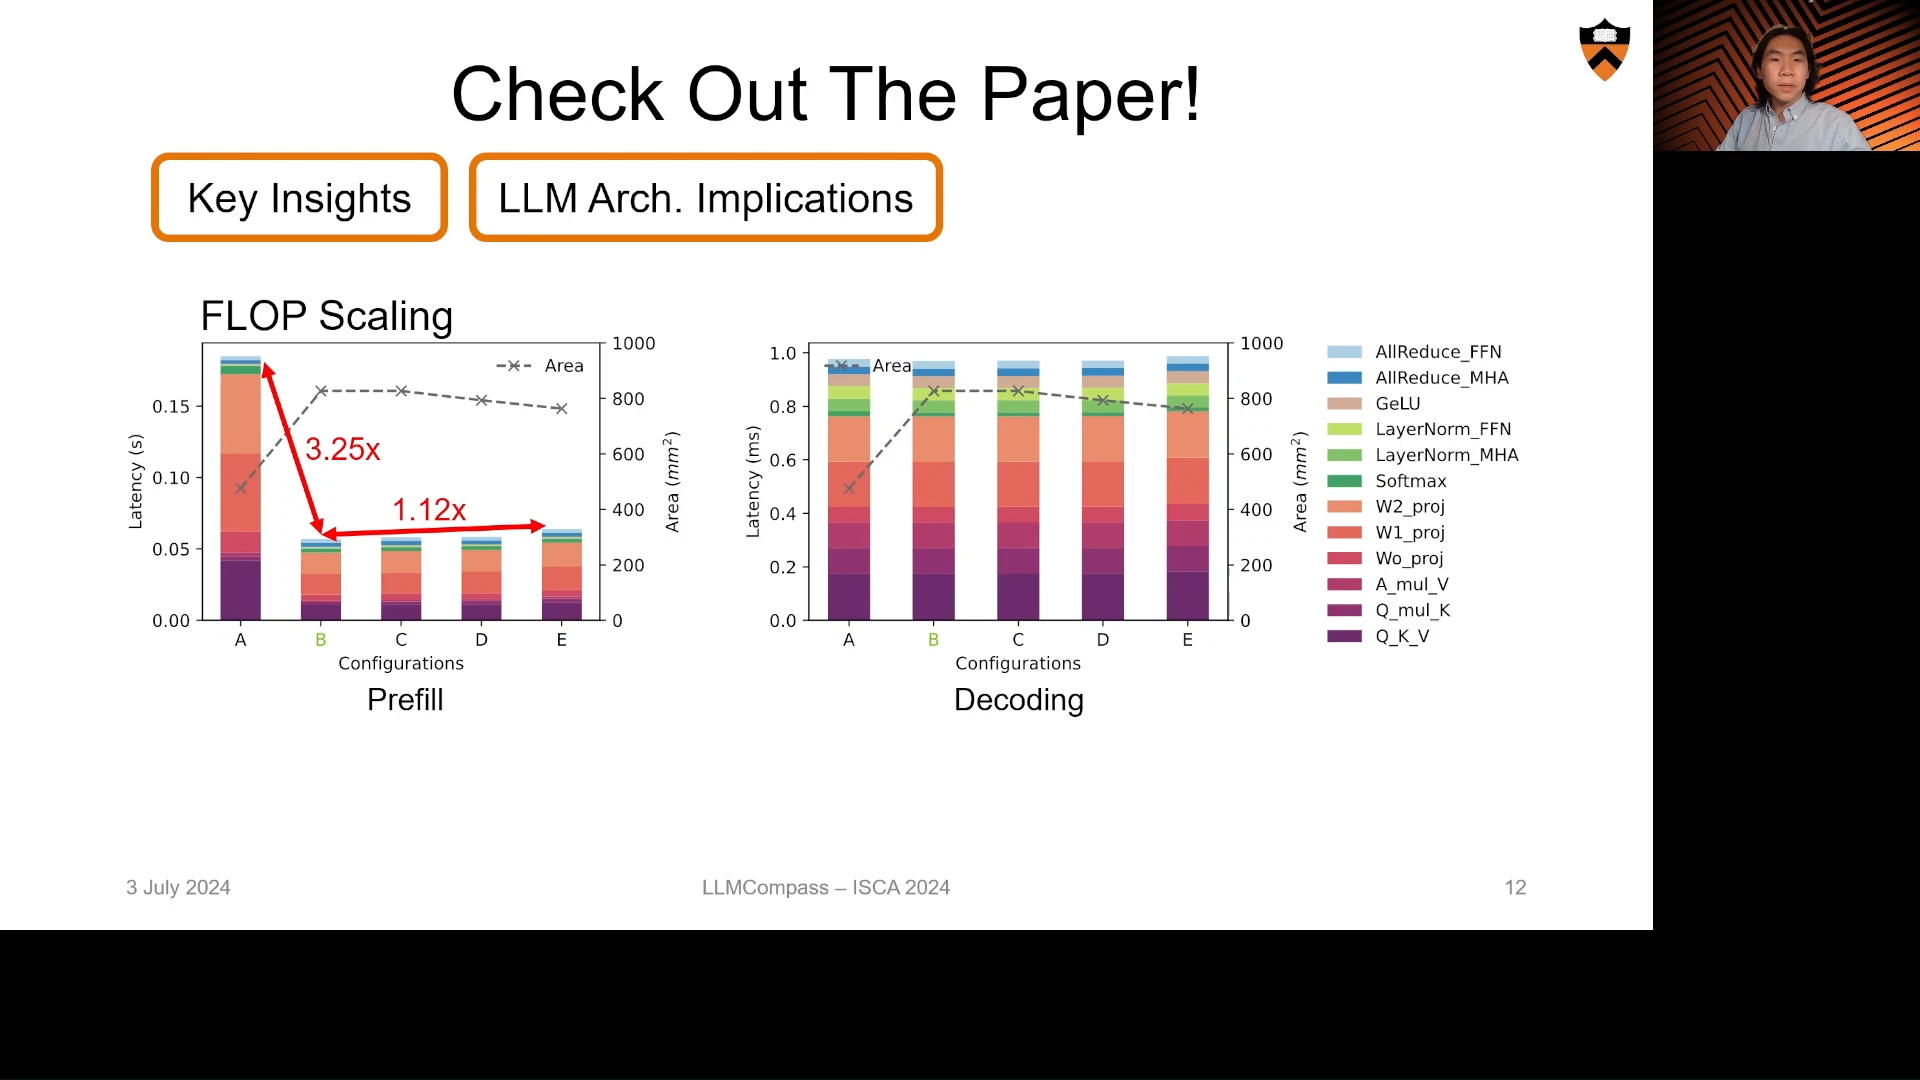 Check Out The Paper!
Key Insights
LLM Arch. Implications
FLOP Scaling
Latency (s)
0.15
0.10
0.05
0.00
3.25x
1.12x
Area
1000
800
600
400
200
0
Area (mm²)
A B C D E
Configurations
Prefill
Latency (ms)
1.0
0.8
0.6
0.4
0.2
0.0
Area
1000
800
600
400
200
0
Area (mm²)
A B C D E
Configurations
Decoding
AllReduce_FFN
AllReduce_MHA
GeLU
LayerNorm_FFN
LayerNorm_MHA
Softmax
W2_proj
W1_proj
Wo_proj
A_mul_V
Q_mul_K
Q_K_V
3 July 2024
LLMCompass – ISCA 2024
12